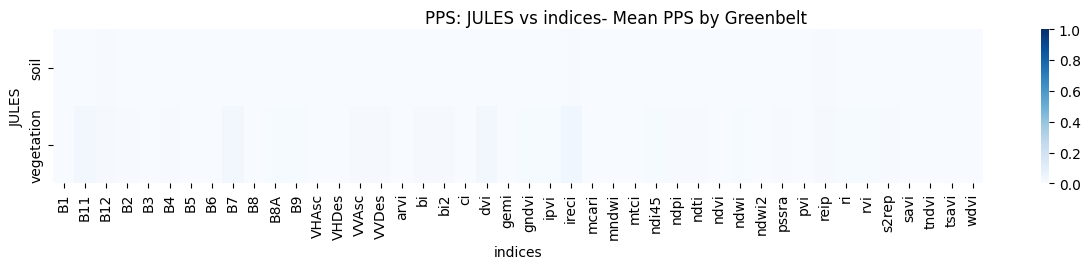 PPS: JULES vs indices- Mean PPS by Greenbelt
JULES
soil
vegetation
B1
B11
B12
B2
B3
B4
B5
B6
B7
B8
B8A
B9
VHAsc
VHDes
VVAsc
VVDes
arvi
bi
bi2
ci
dvi
gemi
gndvi
ipvi
ireci
mcari
mndwi
mtci
ndi45
ndpi
ndti
ndvi
ndwi
ndwi2
pssra
pvi
reip
ri
rvi
s2rep
savi
tndvi
tsavi
wdvi
indices
1.0
0.8
0.6
0.4
0.2
0.0